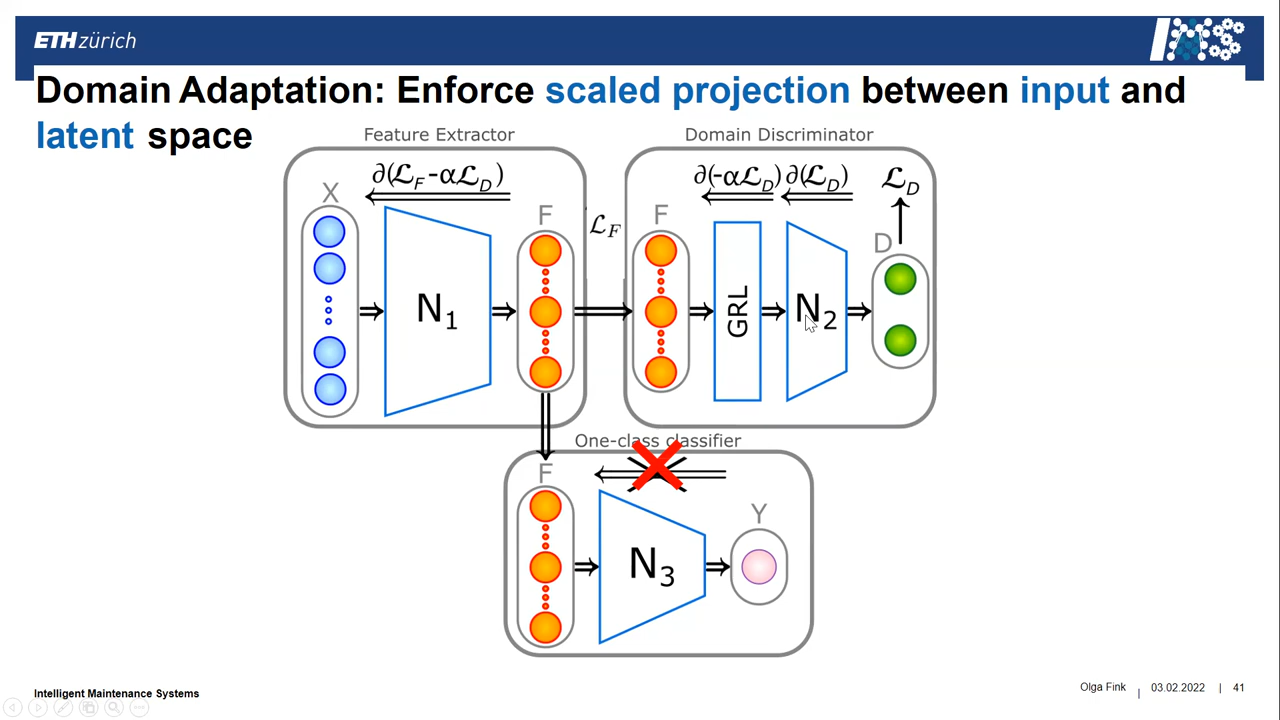 ETH zürich
IMS
Domain Adaptation: Enforce scaled projection between input and
latent space
Feature Extractor
Domain Discriminator
∂(ℒF-αℒD)
∂(-αℒD)
∂(ℒD)
ℒD
X
F
ℒF
F
D
N1
GRL
N2
One-class classifier
F
Y
N3
Intelligent Maintenance Systems
Olga Fink | 03.02.2022 | 41